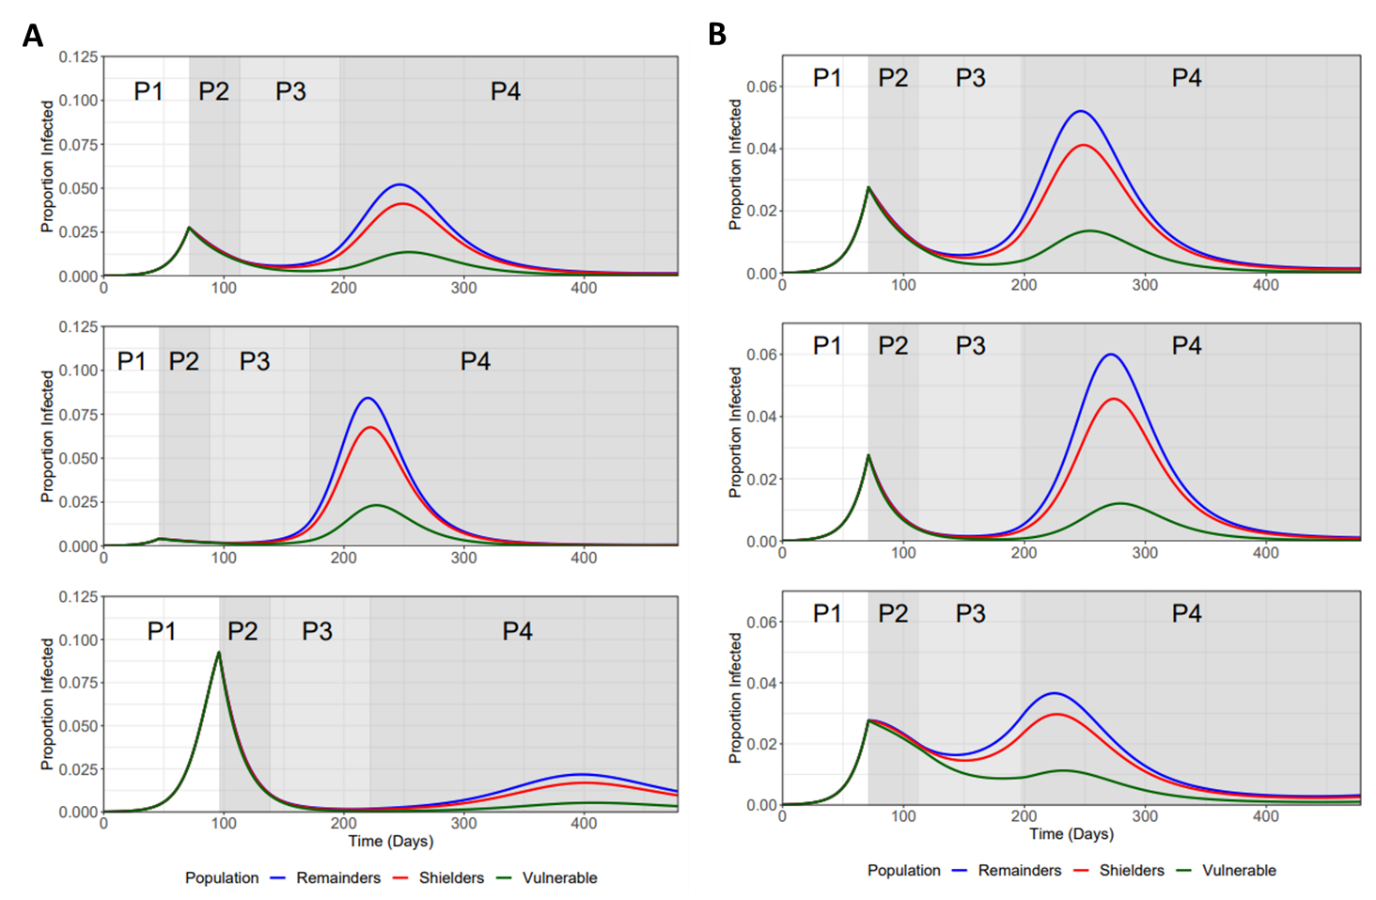 A
Proportion Infected
0.125
0.100
0.075
0.050
0.025
0.000
P1 P2 P3 P4
0 100 200 300 400
Proportion Infected
0.125
0.100
0.075
0.050
0.025
0.000
P1 P2 P3 P4
0 100 200 300 400
Proportion Infected
0.125
0.100
0.075
0.050
0.025
0.000
P1 P2 P3 P4
0 100 200 300 400
Time (Days)
Population Remainders Shielders Vulnerable
B
Proportion Infected
0.06
0.04
0.02
0.00
P1 P2 P3 P4
0 100 200 300 400
Proportion Infected
0.06
0.04
0.02
0.00
P1 P2 P3 P4
0 100 200 300 400
Proportion Infected
0.06
0.04
0.02
0.00
P1 P2 P3 P4
0 100 200 300 400
Time (Days)
Population Remainders Shielders Vulnerable